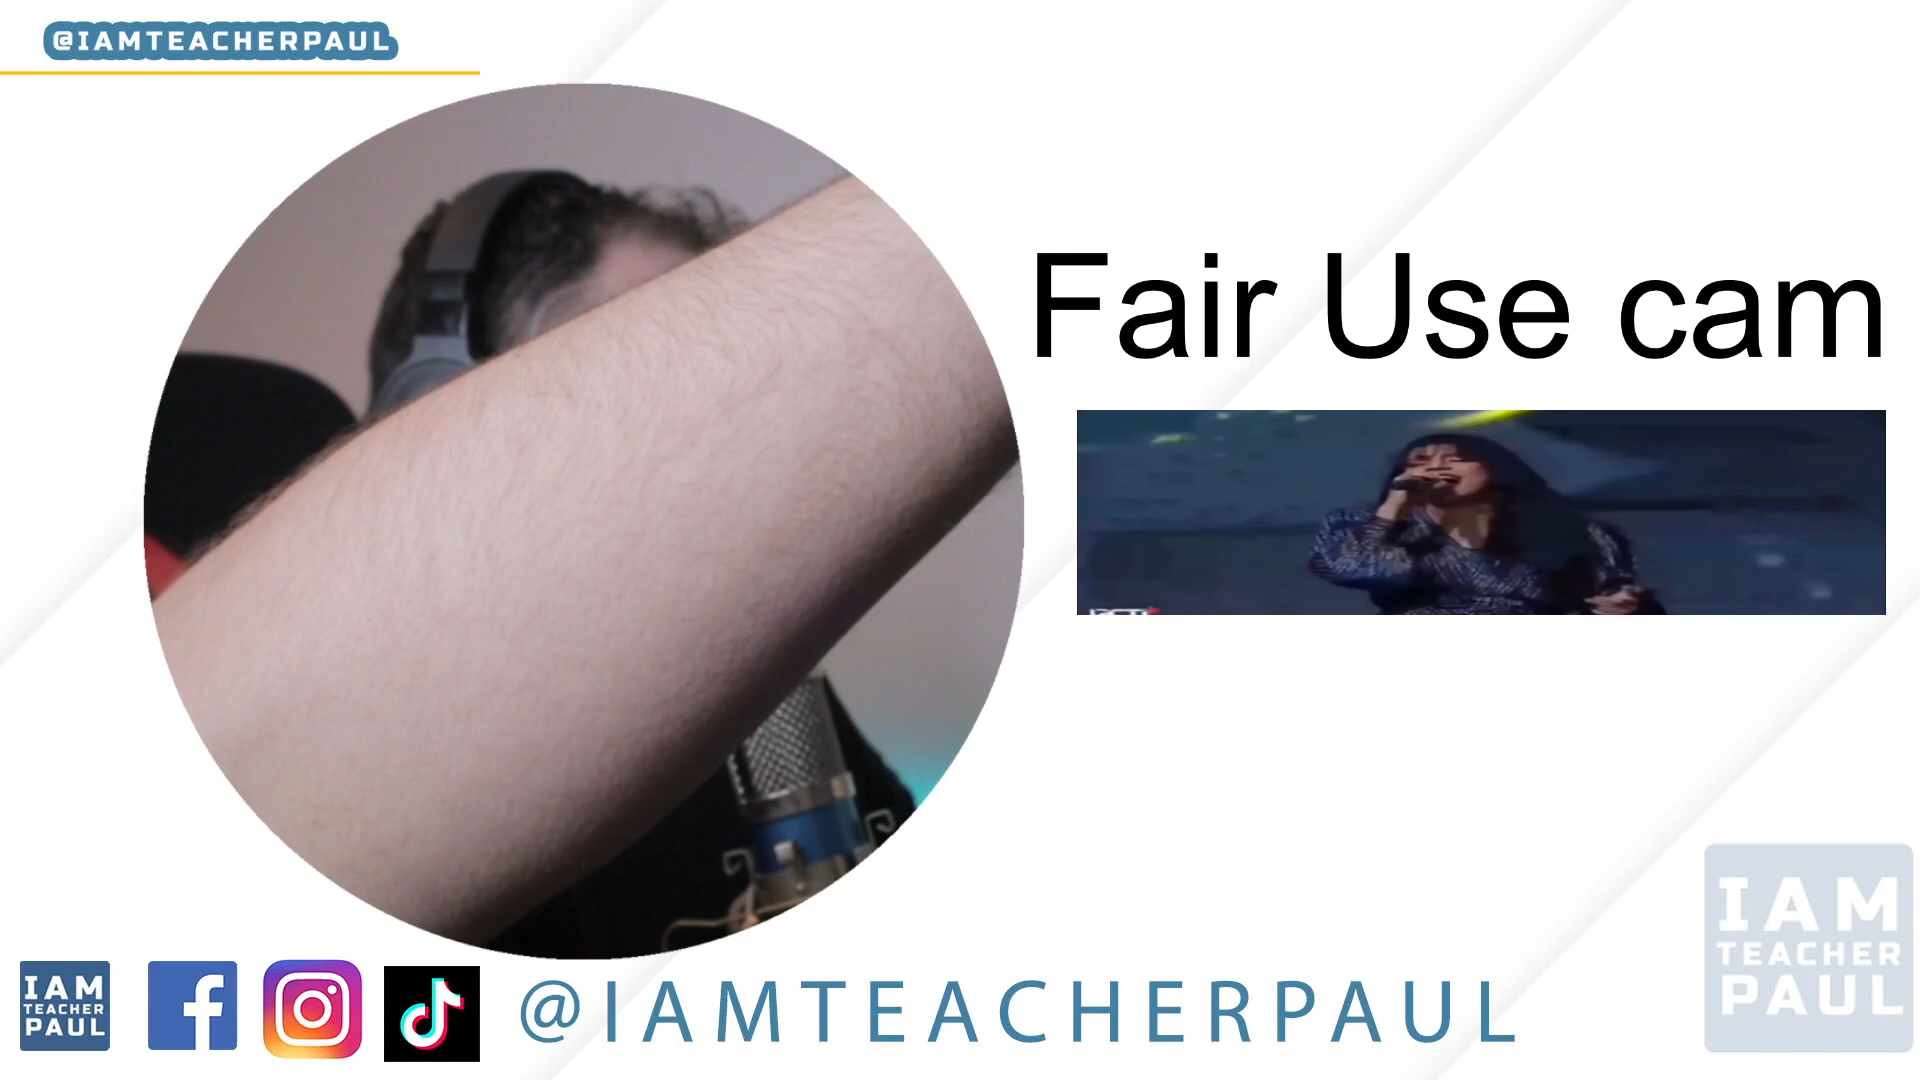 @IAMTEACHERPAUL
Fair Use cam
IAM
TEACHER
PAUL
IAM
TEACHER
PAUL
@IAMTEACHERPAUL